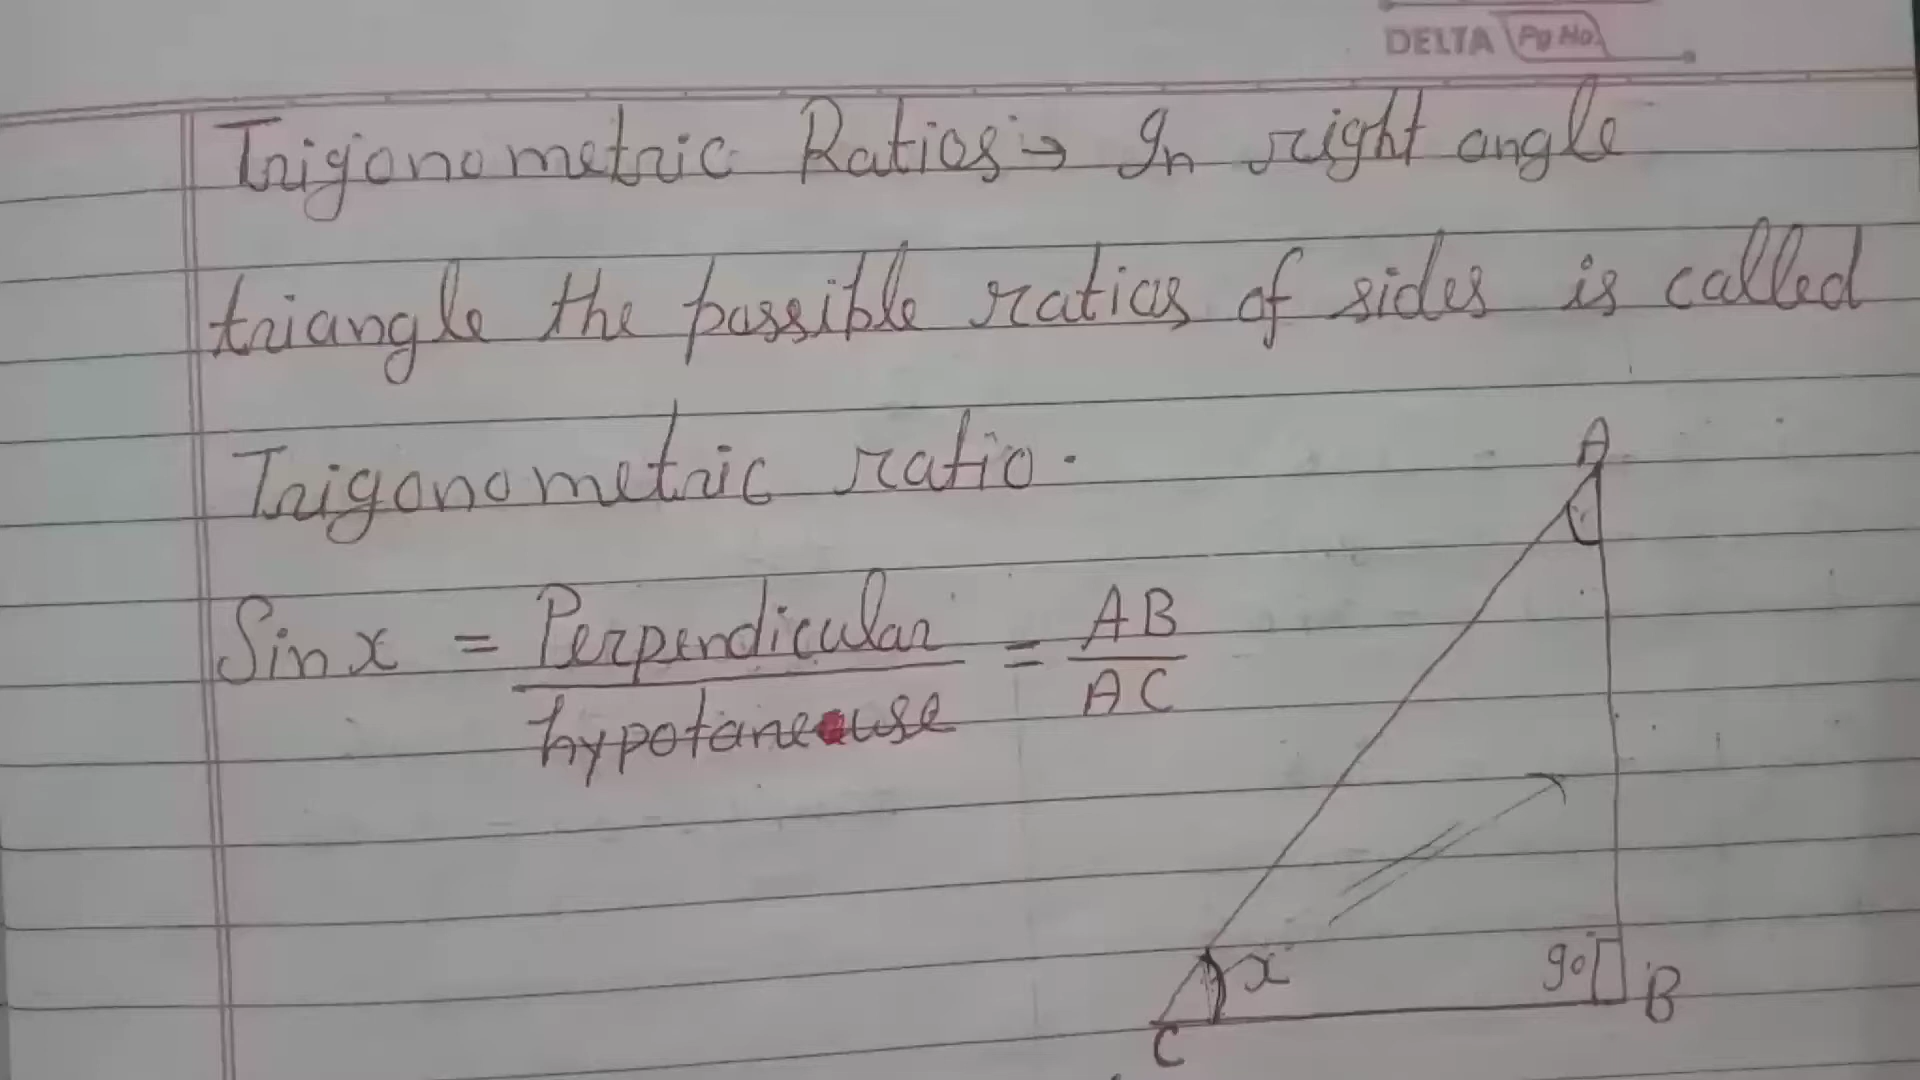 DELTA Pg No.
Trigonometric Ratios:→ In right angle
triangle the possible ratios of sides is called
Trigonometric ratio.
Sin x = Perpendicular / hypotaneuse = AB / AC
A
x
90
B
C